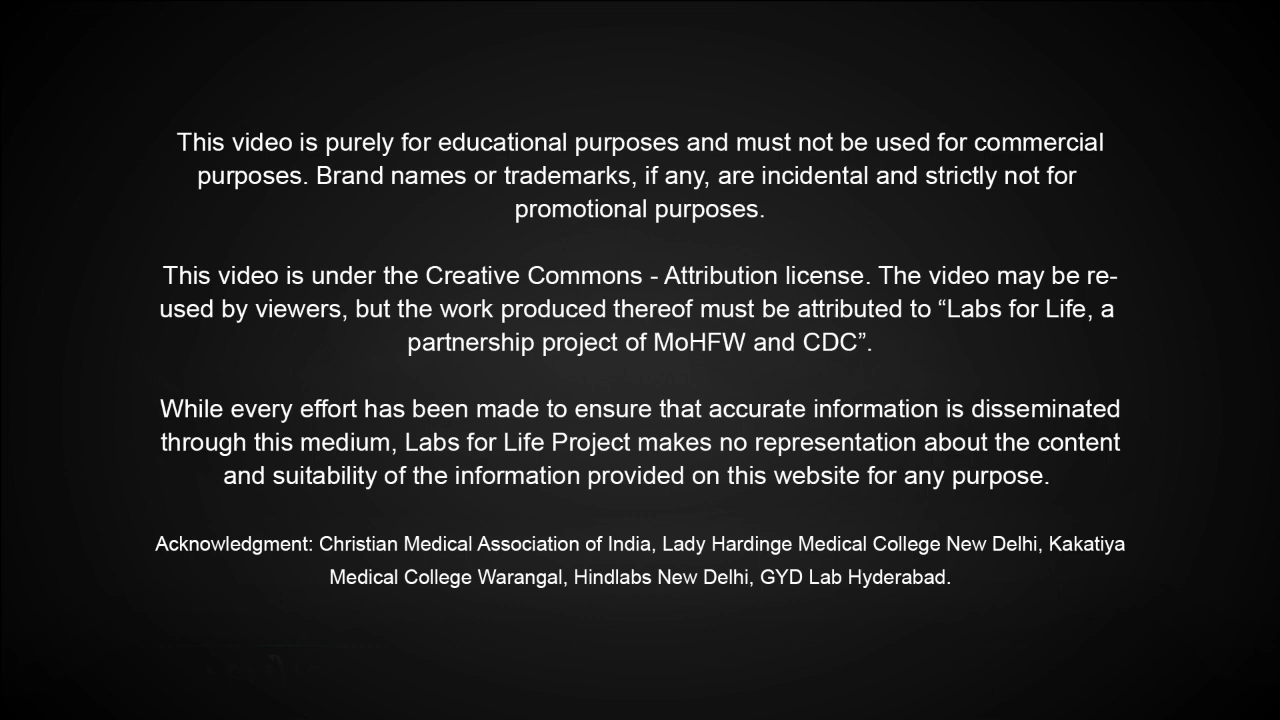 This video is purely for educational purposes and must not be used for commercial
purposes. Brand names or trademarks, if any, are incidental and strictly not for
promotional purposes.
This video is under the Creative Commons - Attribution license. The video may be re-
used by viewers, but the work produced thereof must be attributed to “Labs for Life, a
partnership project of MoHFW and CDC”.
While every effort has been made to ensure that accurate information is disseminated
through this medium, Labs for Life Project makes no representation about the content
and suitability of the information provided on this website for any purpose.
Acknowledgment: Christian Medical Association of India, Lady Hardinge Medical College New Delhi, Kakatiya
Medical College Warangal, Hindlabs New Delhi, GYD Lab Hyderabad.